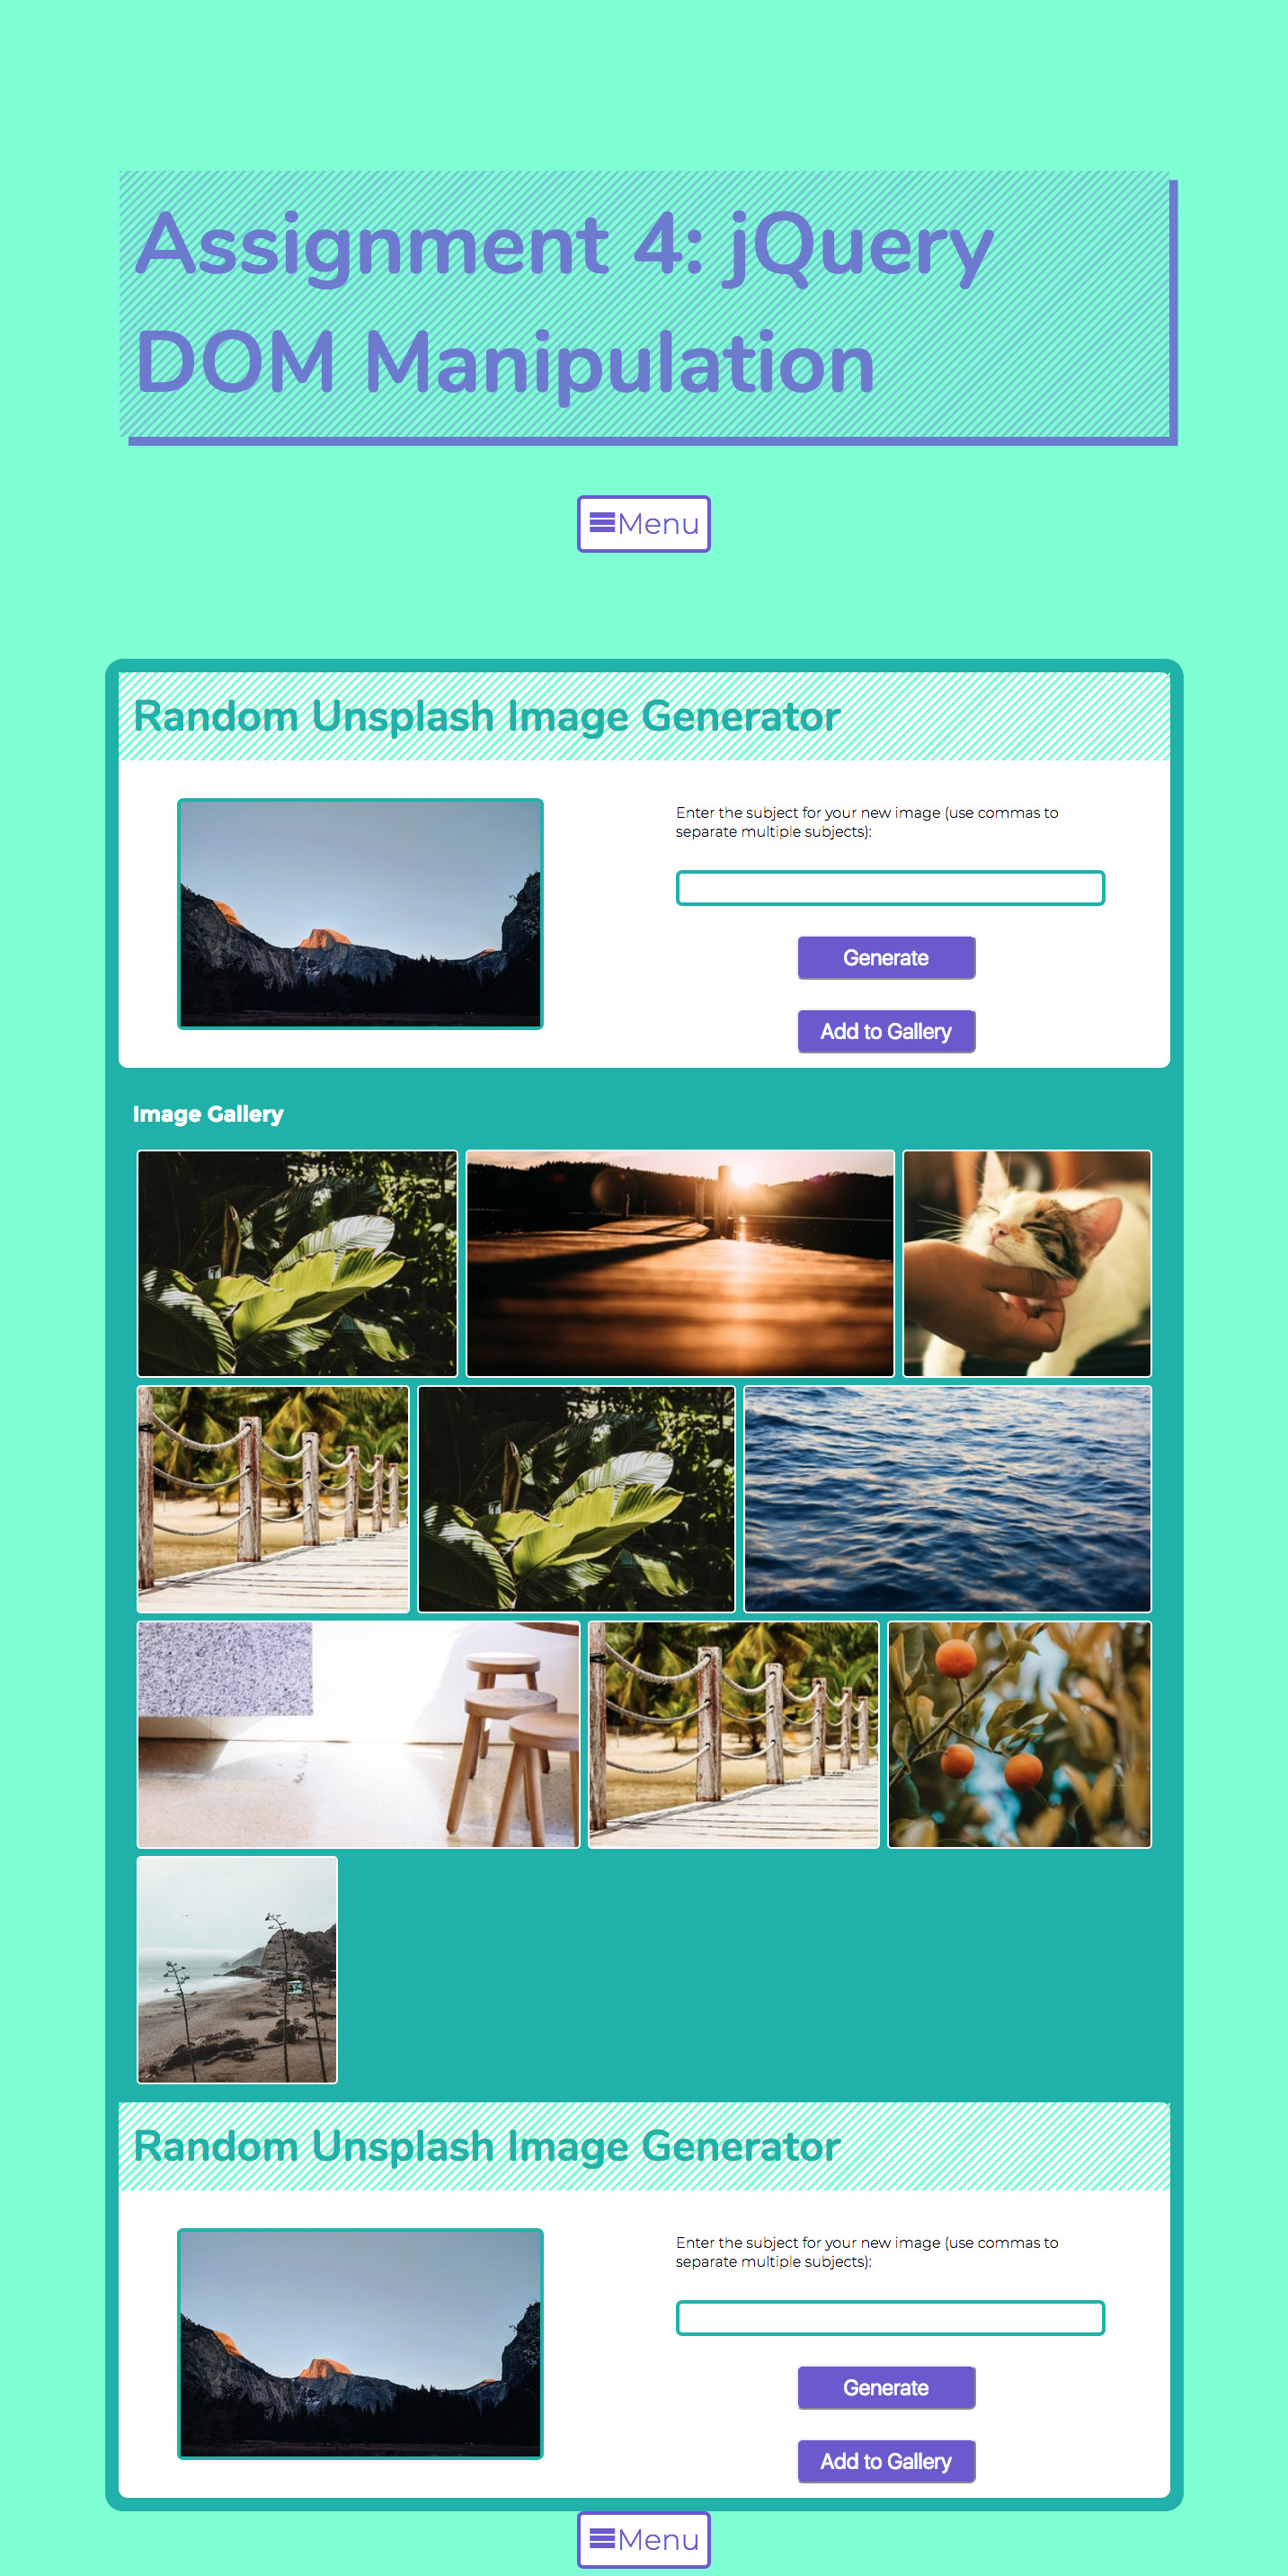 Assignment 4: jQuery
DOM Manipulation
Menu
Random Unsplash Image Generator
Enter the subject for your new image (use commas to
separate multiple subjects):
Generate
Add to Gallery
Image Gallery
Random Unsplash Image Generator
Enter the subject for your new image (use commas to
separate multiple subjects):
Generate
Add to Gallery
Menu